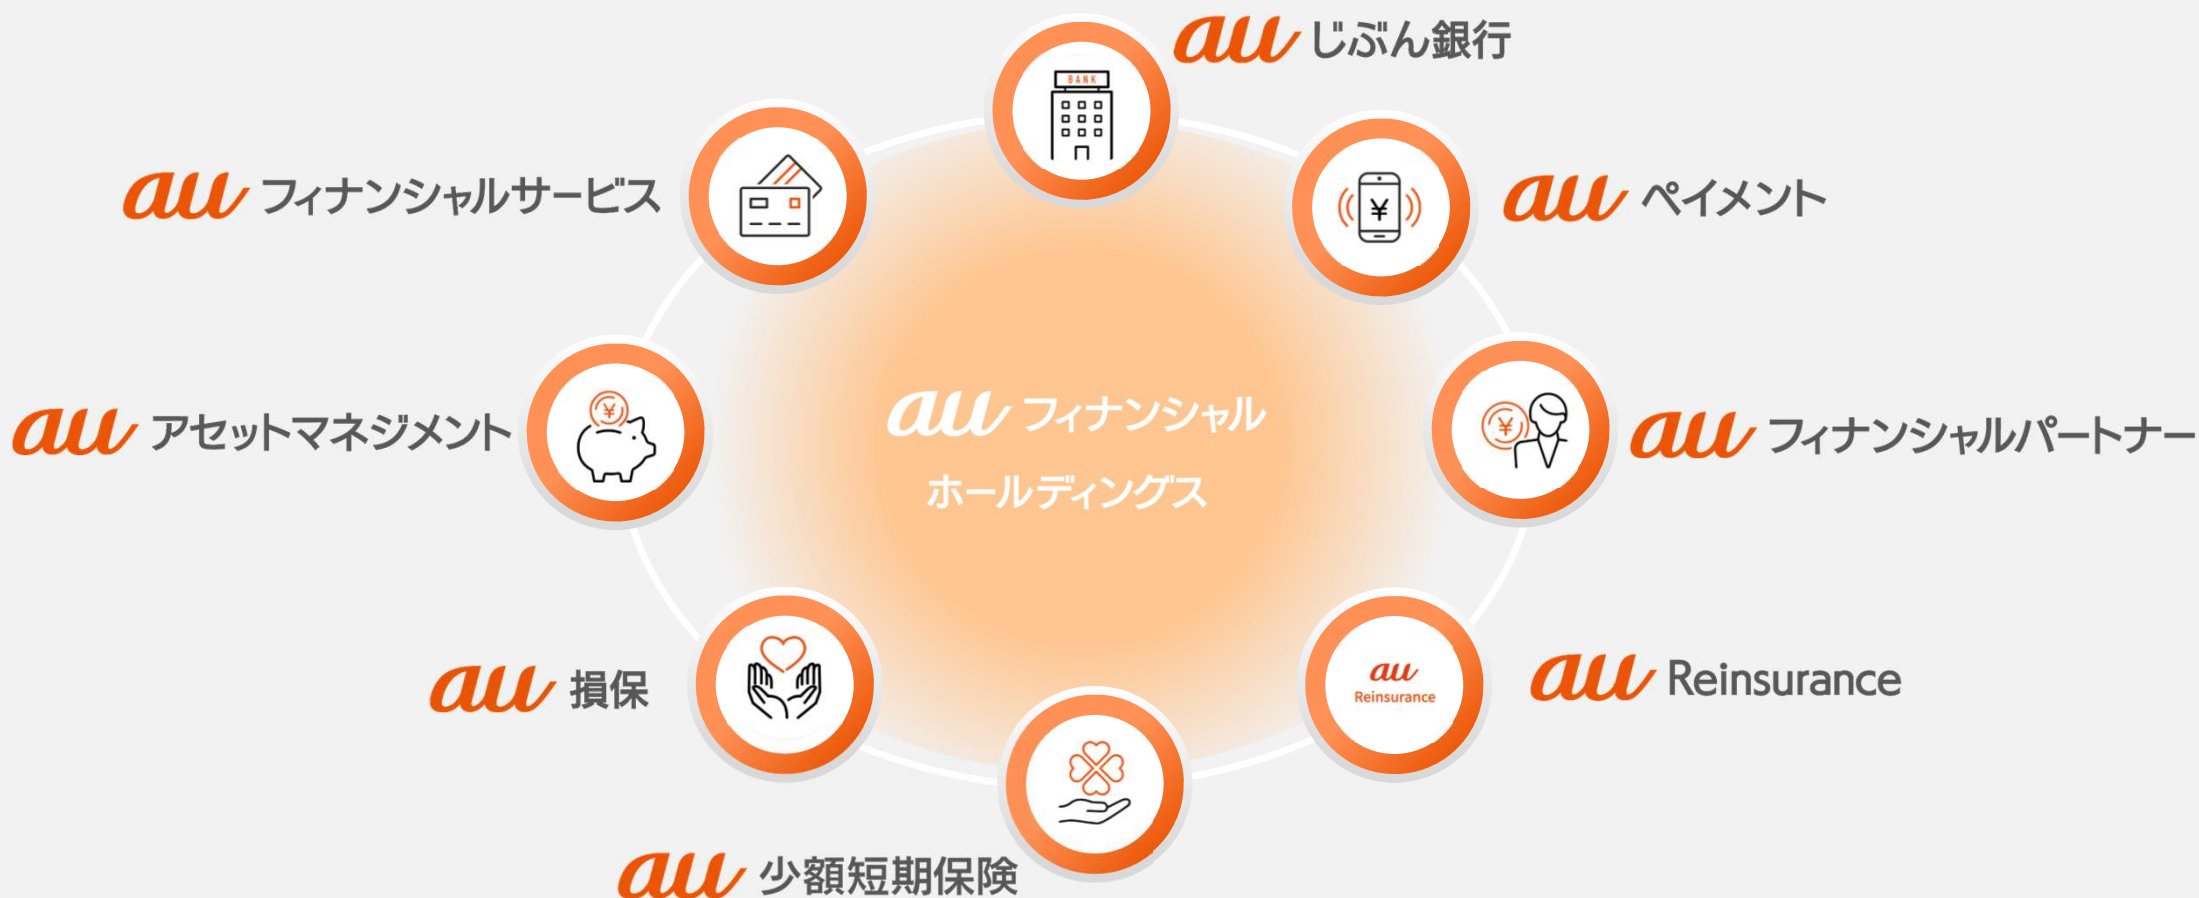 au じぶん銀行
BANK
au フィナンシャルサービス
¥
au ペイメント
au フィナンシャル
ホールディングス
au アセットマネジメント
¥
¥
au フィナンシャルパートナー
au 損保
au
Reinsurance
au Reinsurance
au 少額短期保険